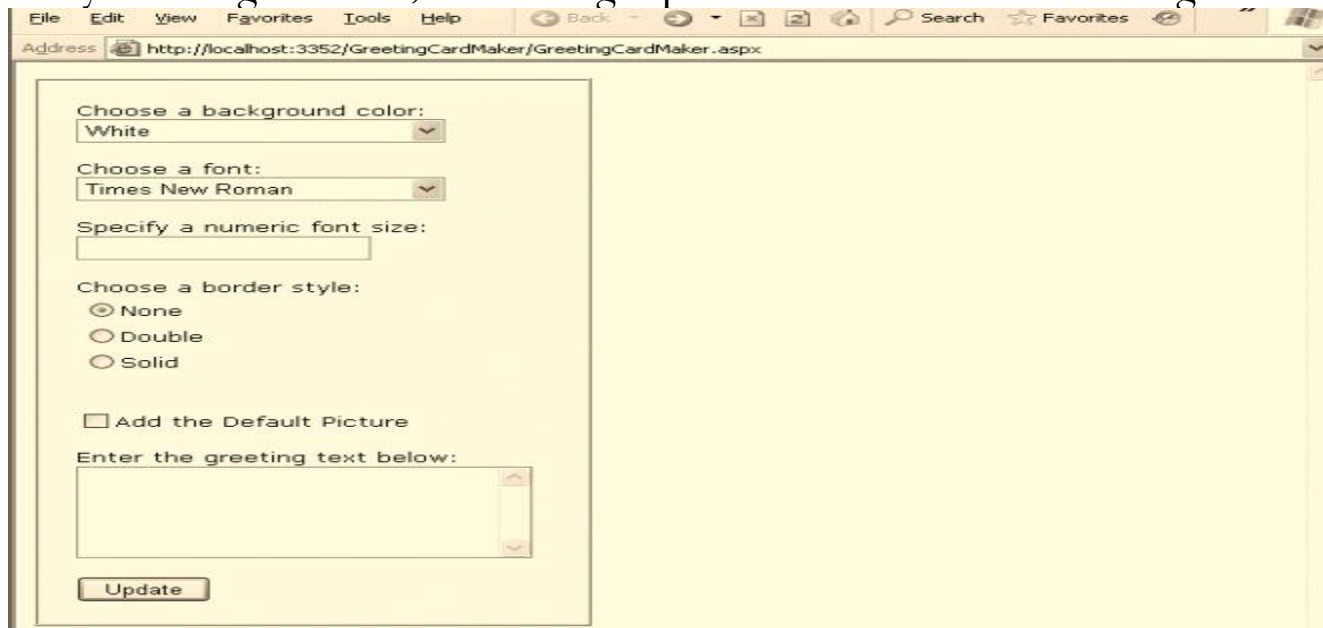 File Edit View Favorites Tools Help Back Search Favorites
Address http://localhost:3352/GreetingCardMaker/GreetingCardMaker.aspx
Choose a background color:
White
Choose a font:
Times New Roman
Specify a numeric font size:
Choose a border style:
None
Double
Solid
Add the Default Picture
Enter the greeting text below:
Update